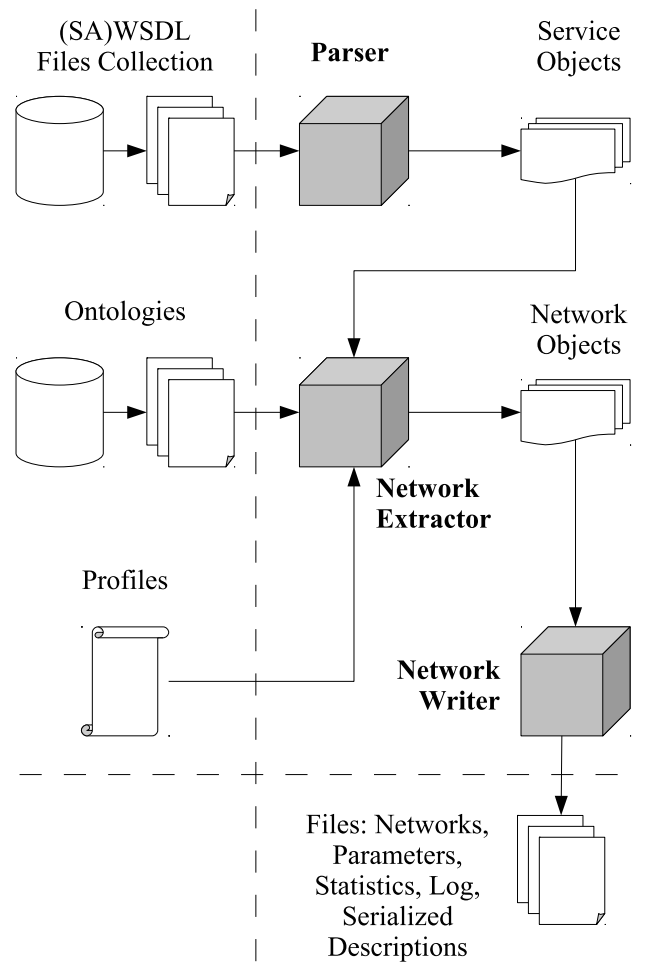 (SA)WSDL
Files Collection
Parser
Service
Objects
Ontologies
Network
Objects
Network
Extractor
Profiles
Network
Writer
Files: Networks,
Parameters,
Statistics, Log,
Serialized
Descriptions